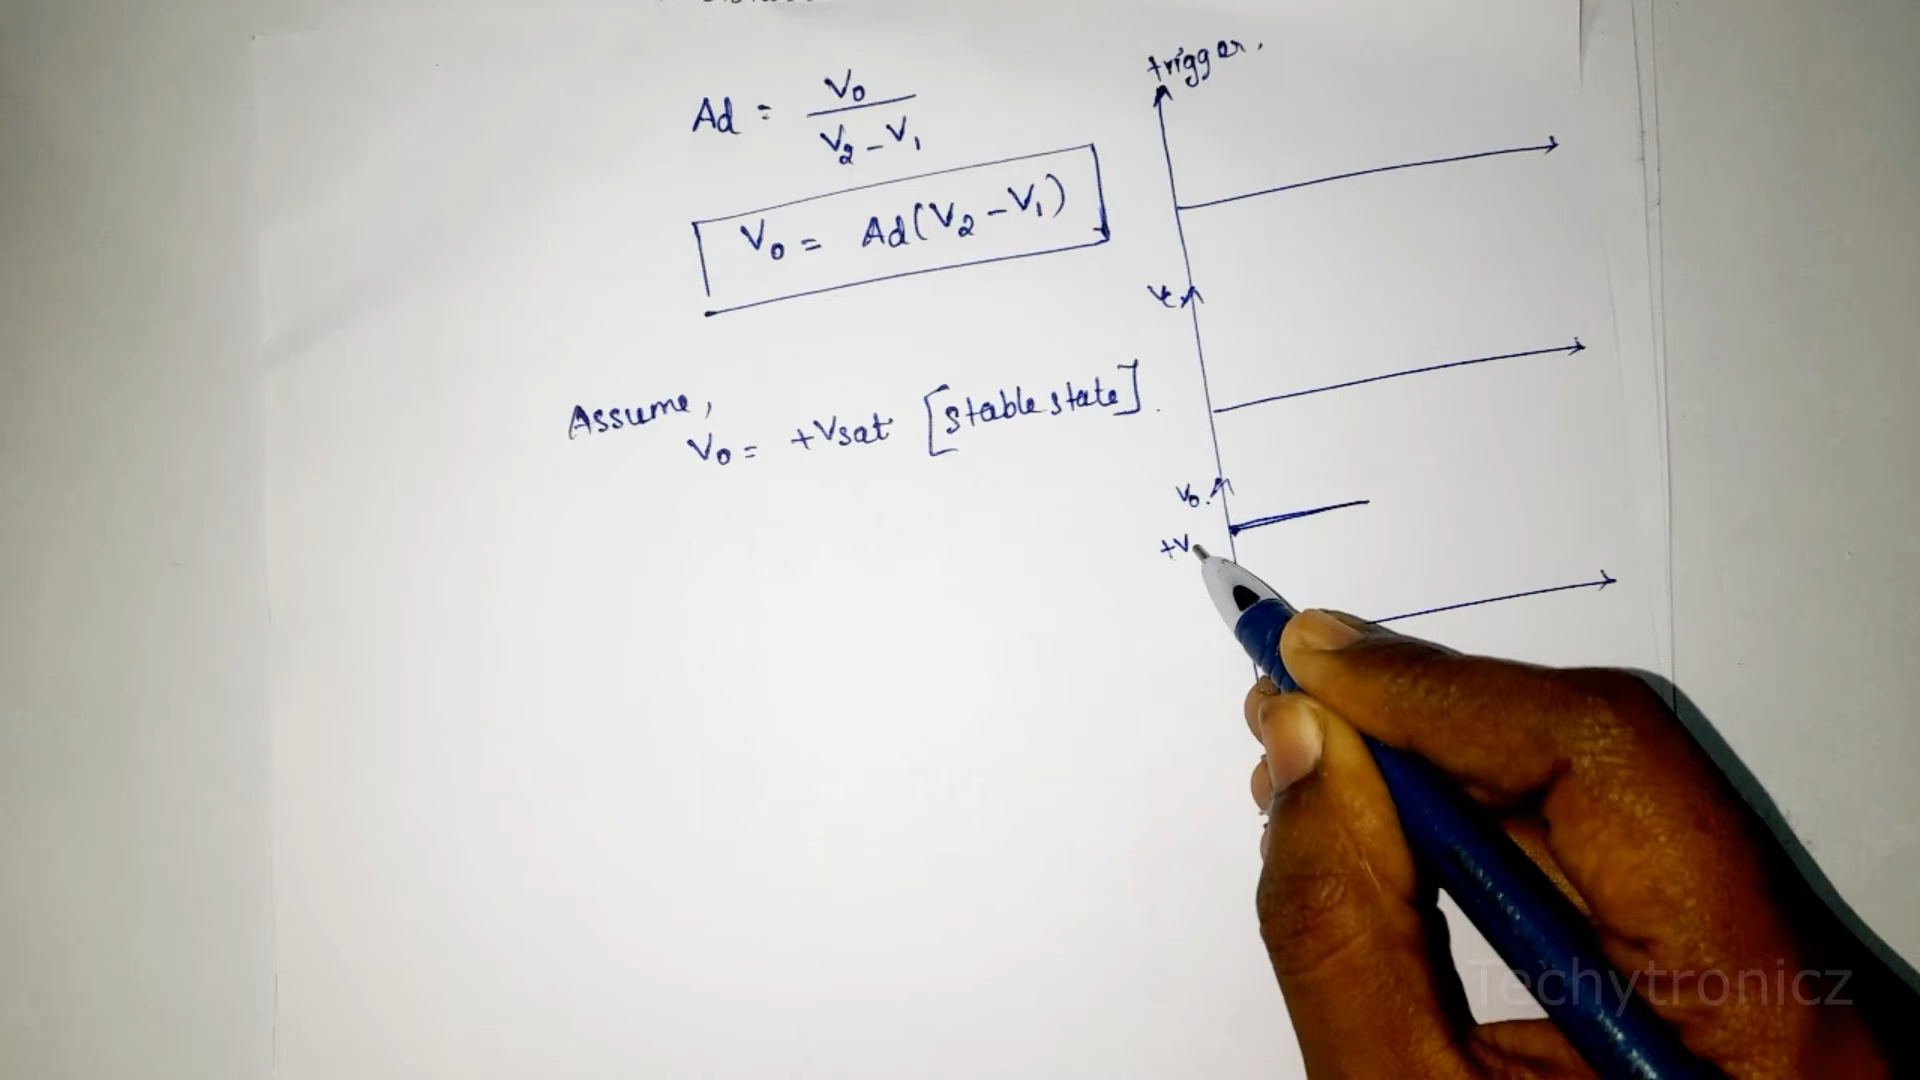 Ad = V0 / V2 - V1
V0 = Ad(V2 - V1)
Assume,
V0 = +Vsat [stable state].
trigger.
Vc
V0.
+V
Techytronicz